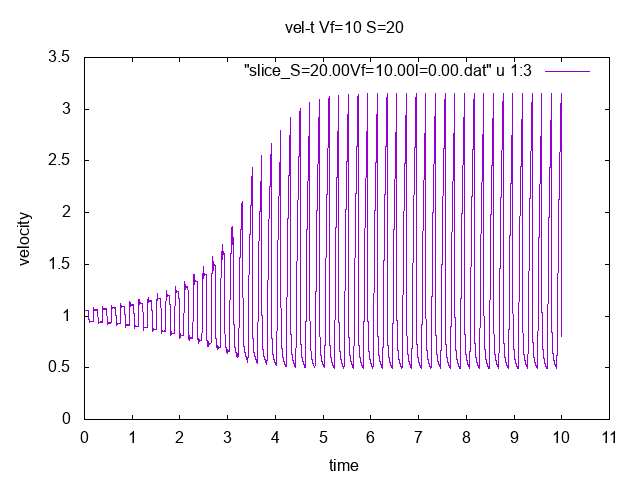 vel-t Vf=10 S=20
"slice_S=20.00Vf=10.00I=0.00.dat" u 1:3
3.5
3
2.5
2
1.5
1
0.5
0
velocity
0 1 2 3 4 5 6 7 8 9 10 11
time